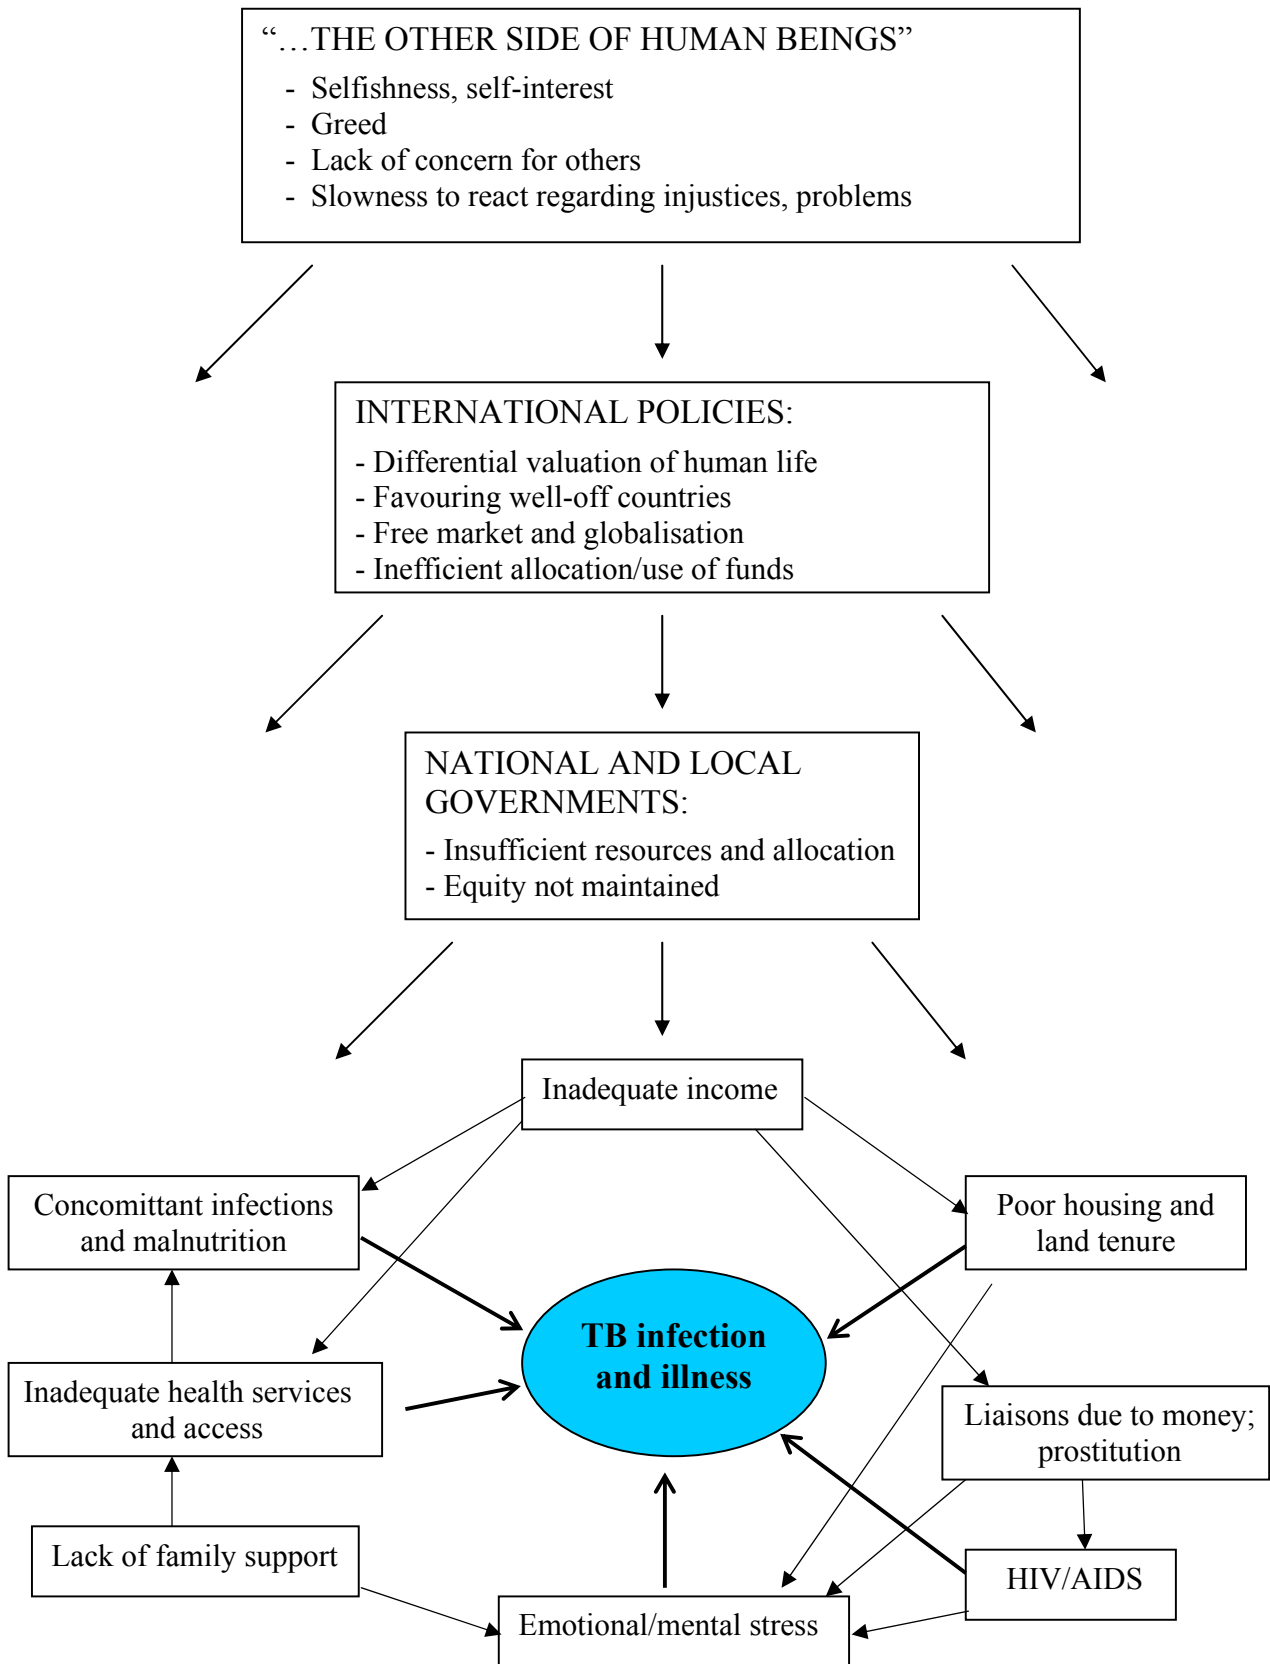 “…THE OTHER SIDE OF HUMAN BEINGS”
- Selfishness, self-interest
- Greed
- Lack of concern for others
- Slowness to react regarding injustices, problems
INTERNATIONAL POLICIES:
- Differential valuation of human life
- Favouring well-off countries
- Free market and globalisation
- Inefficient allocation/use of funds
NATIONAL AND LOCAL
GOVERNMENTS:
- Insufficient resources and allocation
- Equity not maintained
Inadequate income
Concomittant infections
and malnutrition
Poor housing and
land tenure
TB infection
and illness
Inadequate health services
and access
Liaisons due to money;
prostitution
Lack of family support
HIV/AIDS
Emotional/mental stress